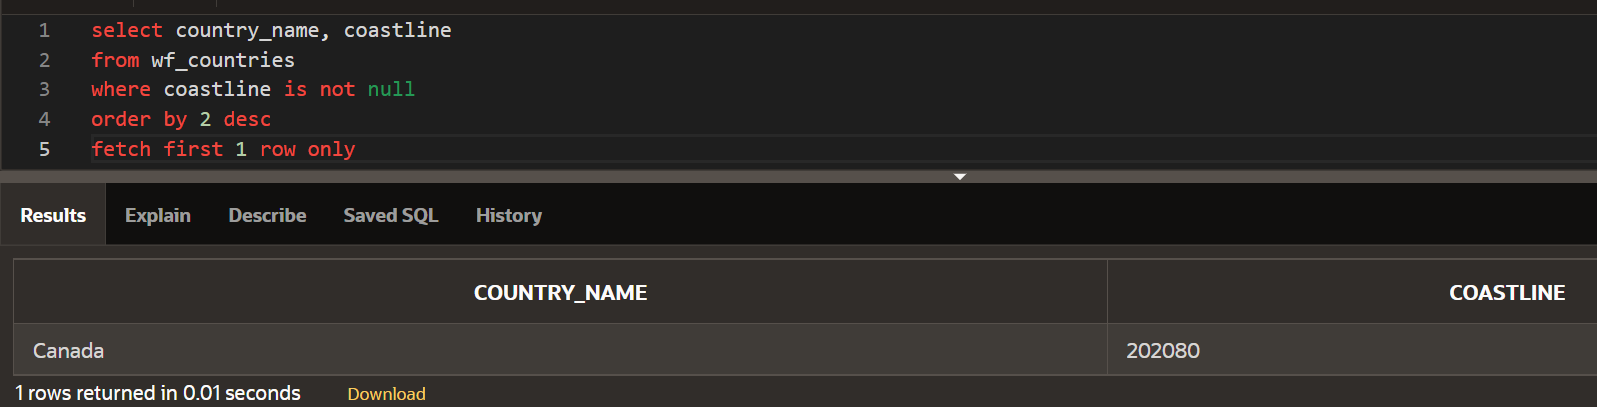 1 select country_name, coastline
2 from wf_countries
3 where coastline is not null
4 order by 2 desc
5 fetch first 1 row only
Results Explain Describe Saved SQL History
COUNTRY_NAME COASTLINE
Canada 202080
1 rows returned in 0.01 seconds Download